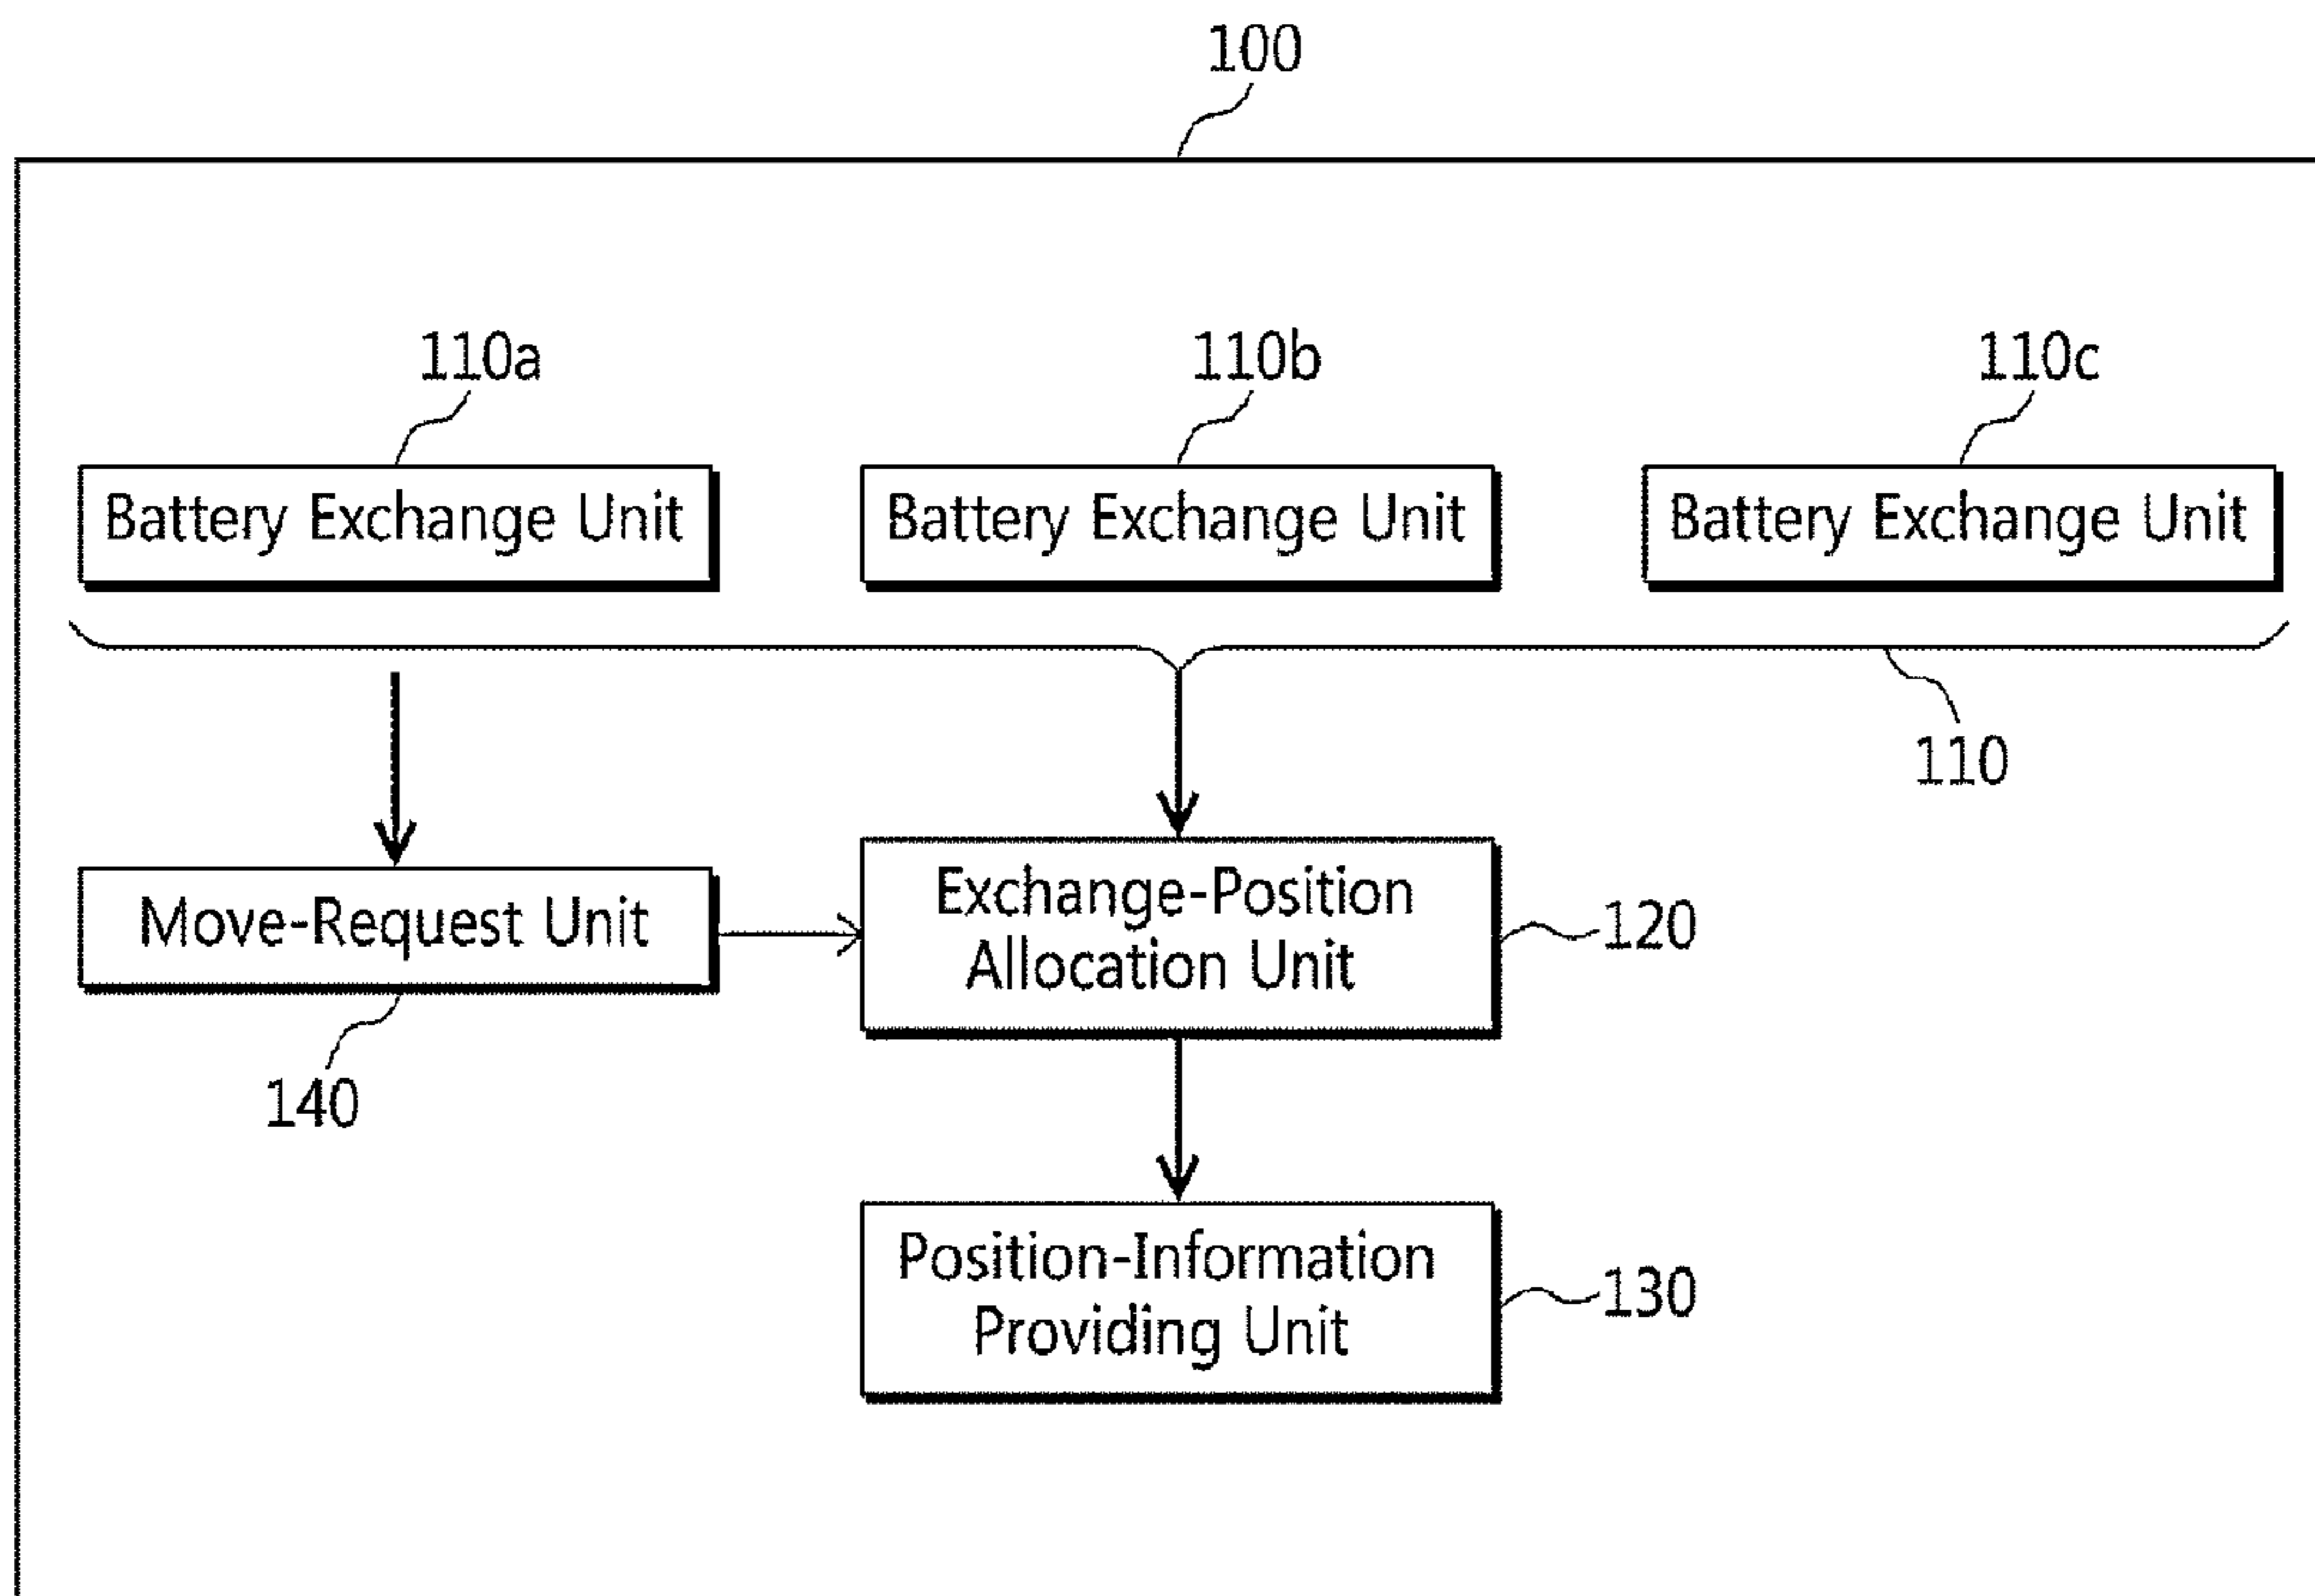 100
110a
110b
110c
Battery Exchange Unit
Battery Exchange Unit
Battery Exchange Unit
110
Move-Request Unit
140
Exchange-Position
Allocation Unit
120
Position-Information
Providing Unit
130